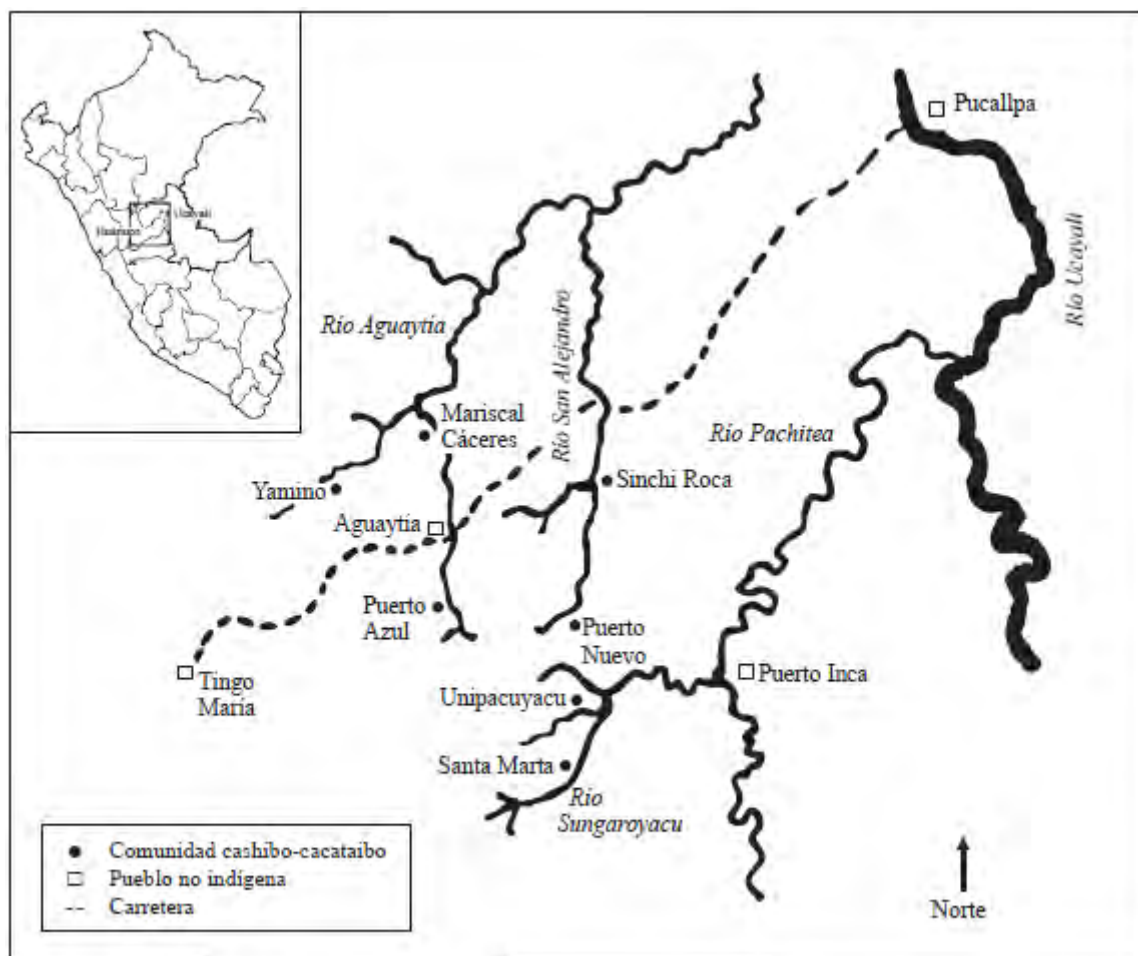 Ucayali
Huánuco
Pucallpa
Río Ucayali
Río Aguaytía
Río San Alejandro
Mariscal
Cáceres
Río Pachitea
Yamino
Sinchi Roca
Aguaytía
Puerto
Azul
Puerto
Nuevo
Tingo
María
Puerto Inca
Unipacuyacu
Santa Marta
Río
Sungaroyacu
Comunidad cashibo-cacataibo
Pueblo no indígena
Carretera
Norte